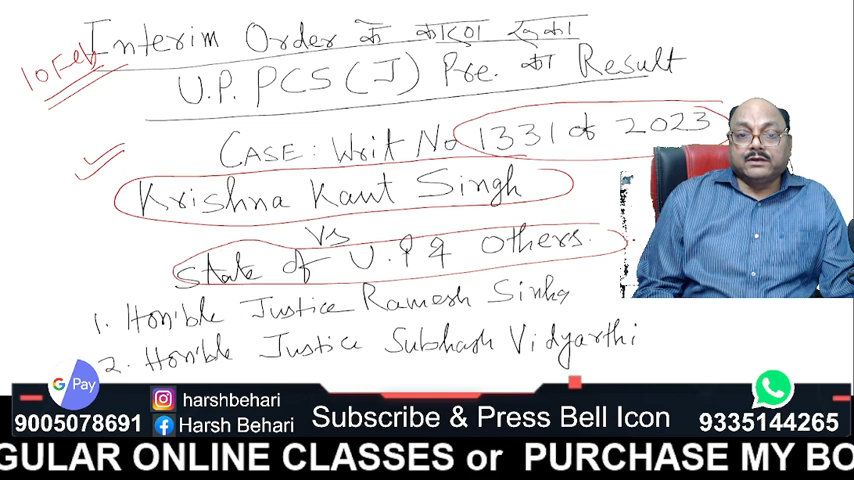 Interim Order के कारण रुका
10 Feb
U.P. PCS (J) Pre. का Result
CASE: Writ No 1331 of 2023
Krishna Kant Singh
Vs
State of U.P & Others.
1. Hon'ble Justice Ramesh Sinha
2. Hon'ble Justice Subhash Vidyarthi
G Pay
9005078691
harshbehari
Harsh Behari
Subscribe & Press Bell Icon
9335144265
GULAR ONLINE CLASSES or PURCHASE MY BO